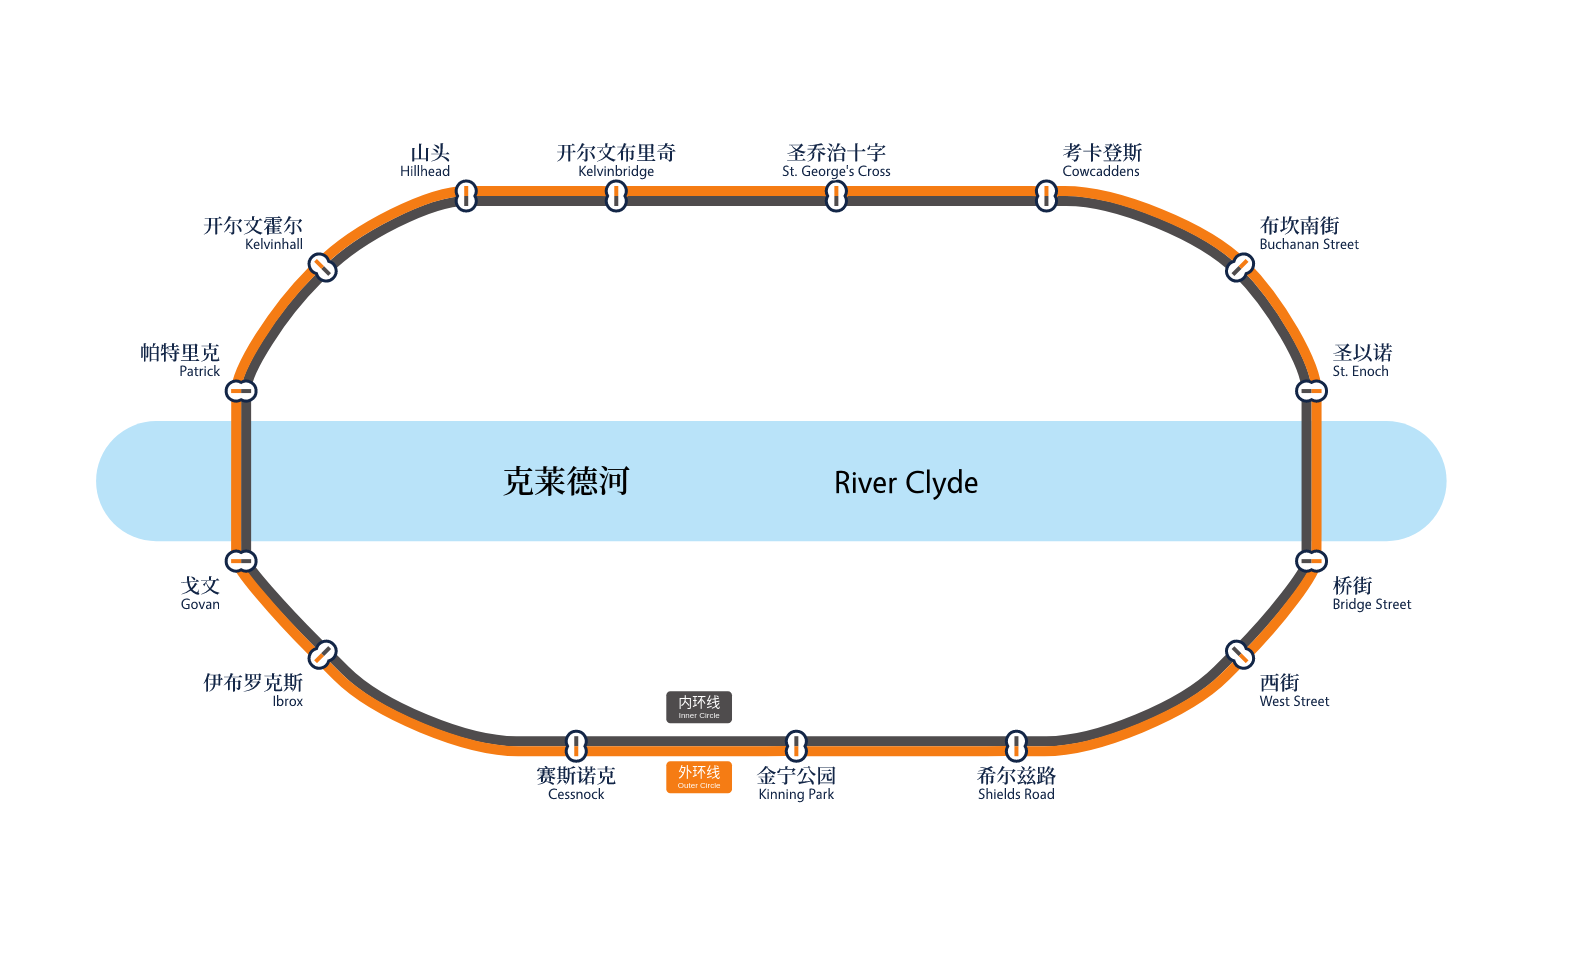 山头
Hillhead
开尔文布里奇
Kelvinbridge
圣乔治十字
St. George's Cross
考卡登斯
Cowcaddens
开尔文霍尔
Kelvinhall
布坎南街
Buchanan Street
帕特里克
Patrick
圣以诺
St. Enoch
克莱德河
River Clyde
戈文
Govan
桥街
Bridge Street
伊布罗克斯
Ibrox
西街
West Street
内环线
Inner Circle
外环线
Outer Circle
赛斯诺克
Cessnock
金宁公园
Kinning Park
希尔兹路
Shields Road